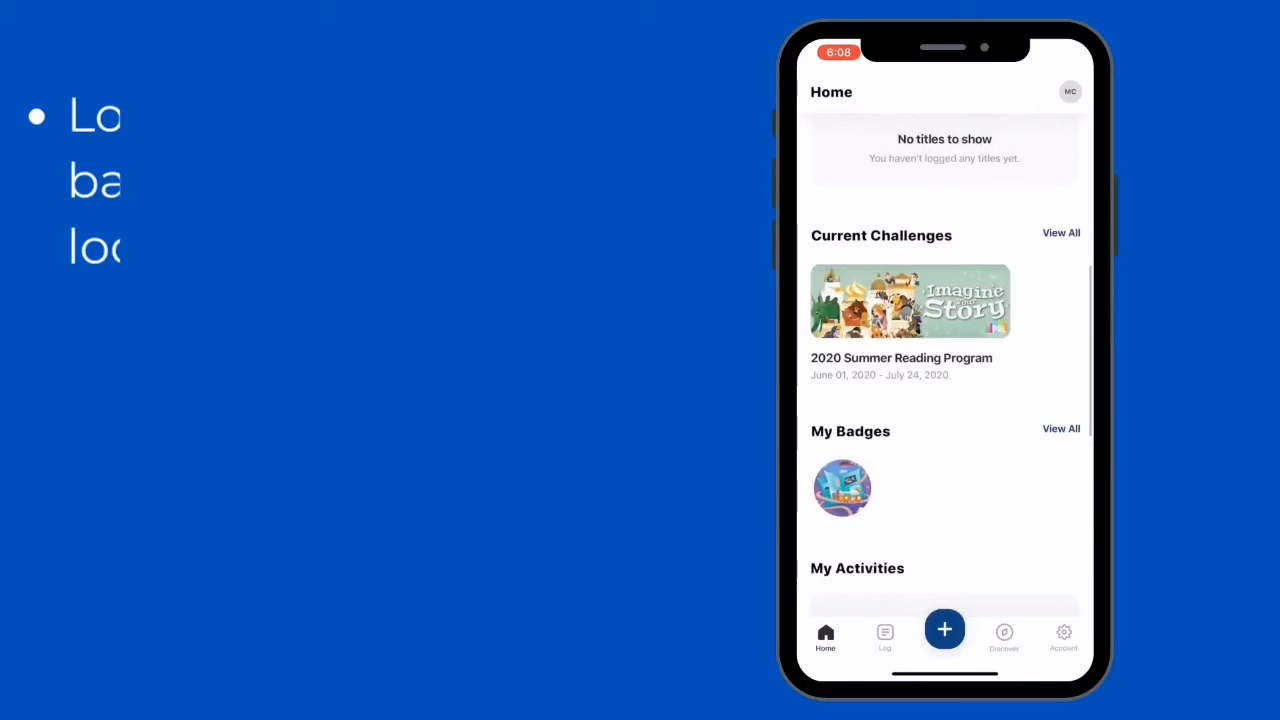 6:08
Home
MC
No titles to show
You haven't logged any titles yet.
Current Challenges
View All
Imagine
Your
Story
2020 Summer Reading Program
June 01, 2020 - July 24, 2020
My Badges
View All
My Activities
+
Home
Log
Discover
Account